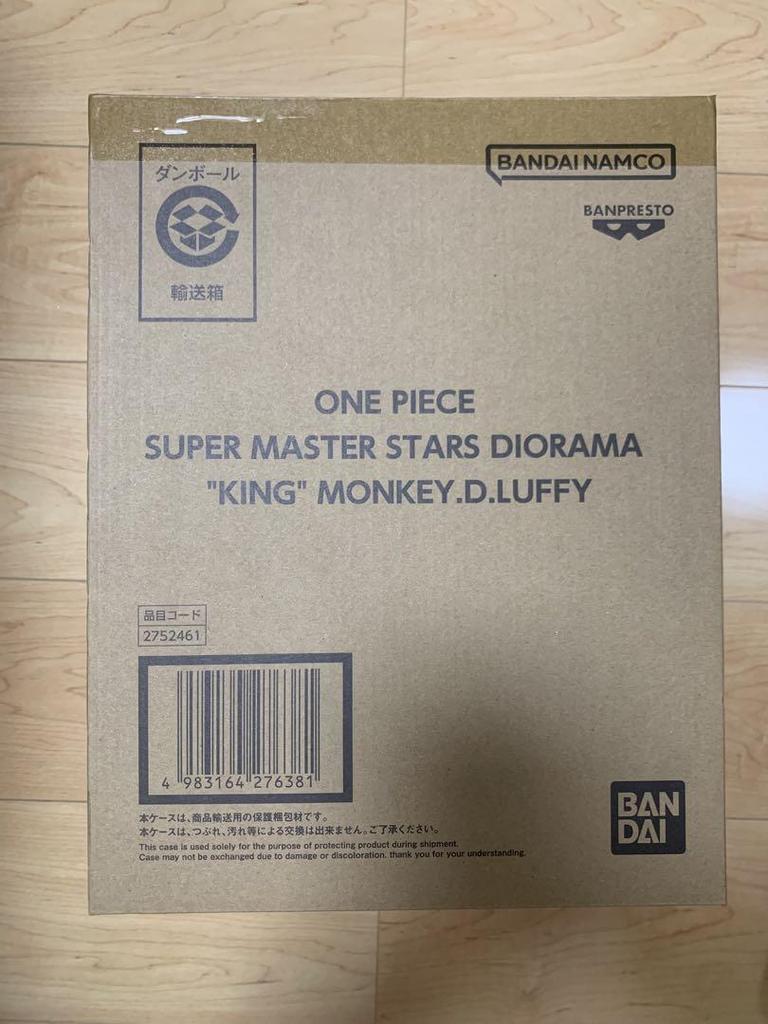 ダンボール
輸送箱
BANDAI NAMCO
BANPRESTO
ONE PIECE
SUPER MASTER STARS DIORAMA
"KING" MONKEY.D.LUFFY
品目コード
2752461
4 983164 276381
本ケースは、商品輸送用の保護梱包材です。
本ケースは、つぶれ、汚れ等による交換は出来ません。ご了承ください。
This case is used solely for the purpose of protecting product during shipment.
Case may not be exchanged due to damage or discoloration. thank you for your understanding.
BAN
DAI